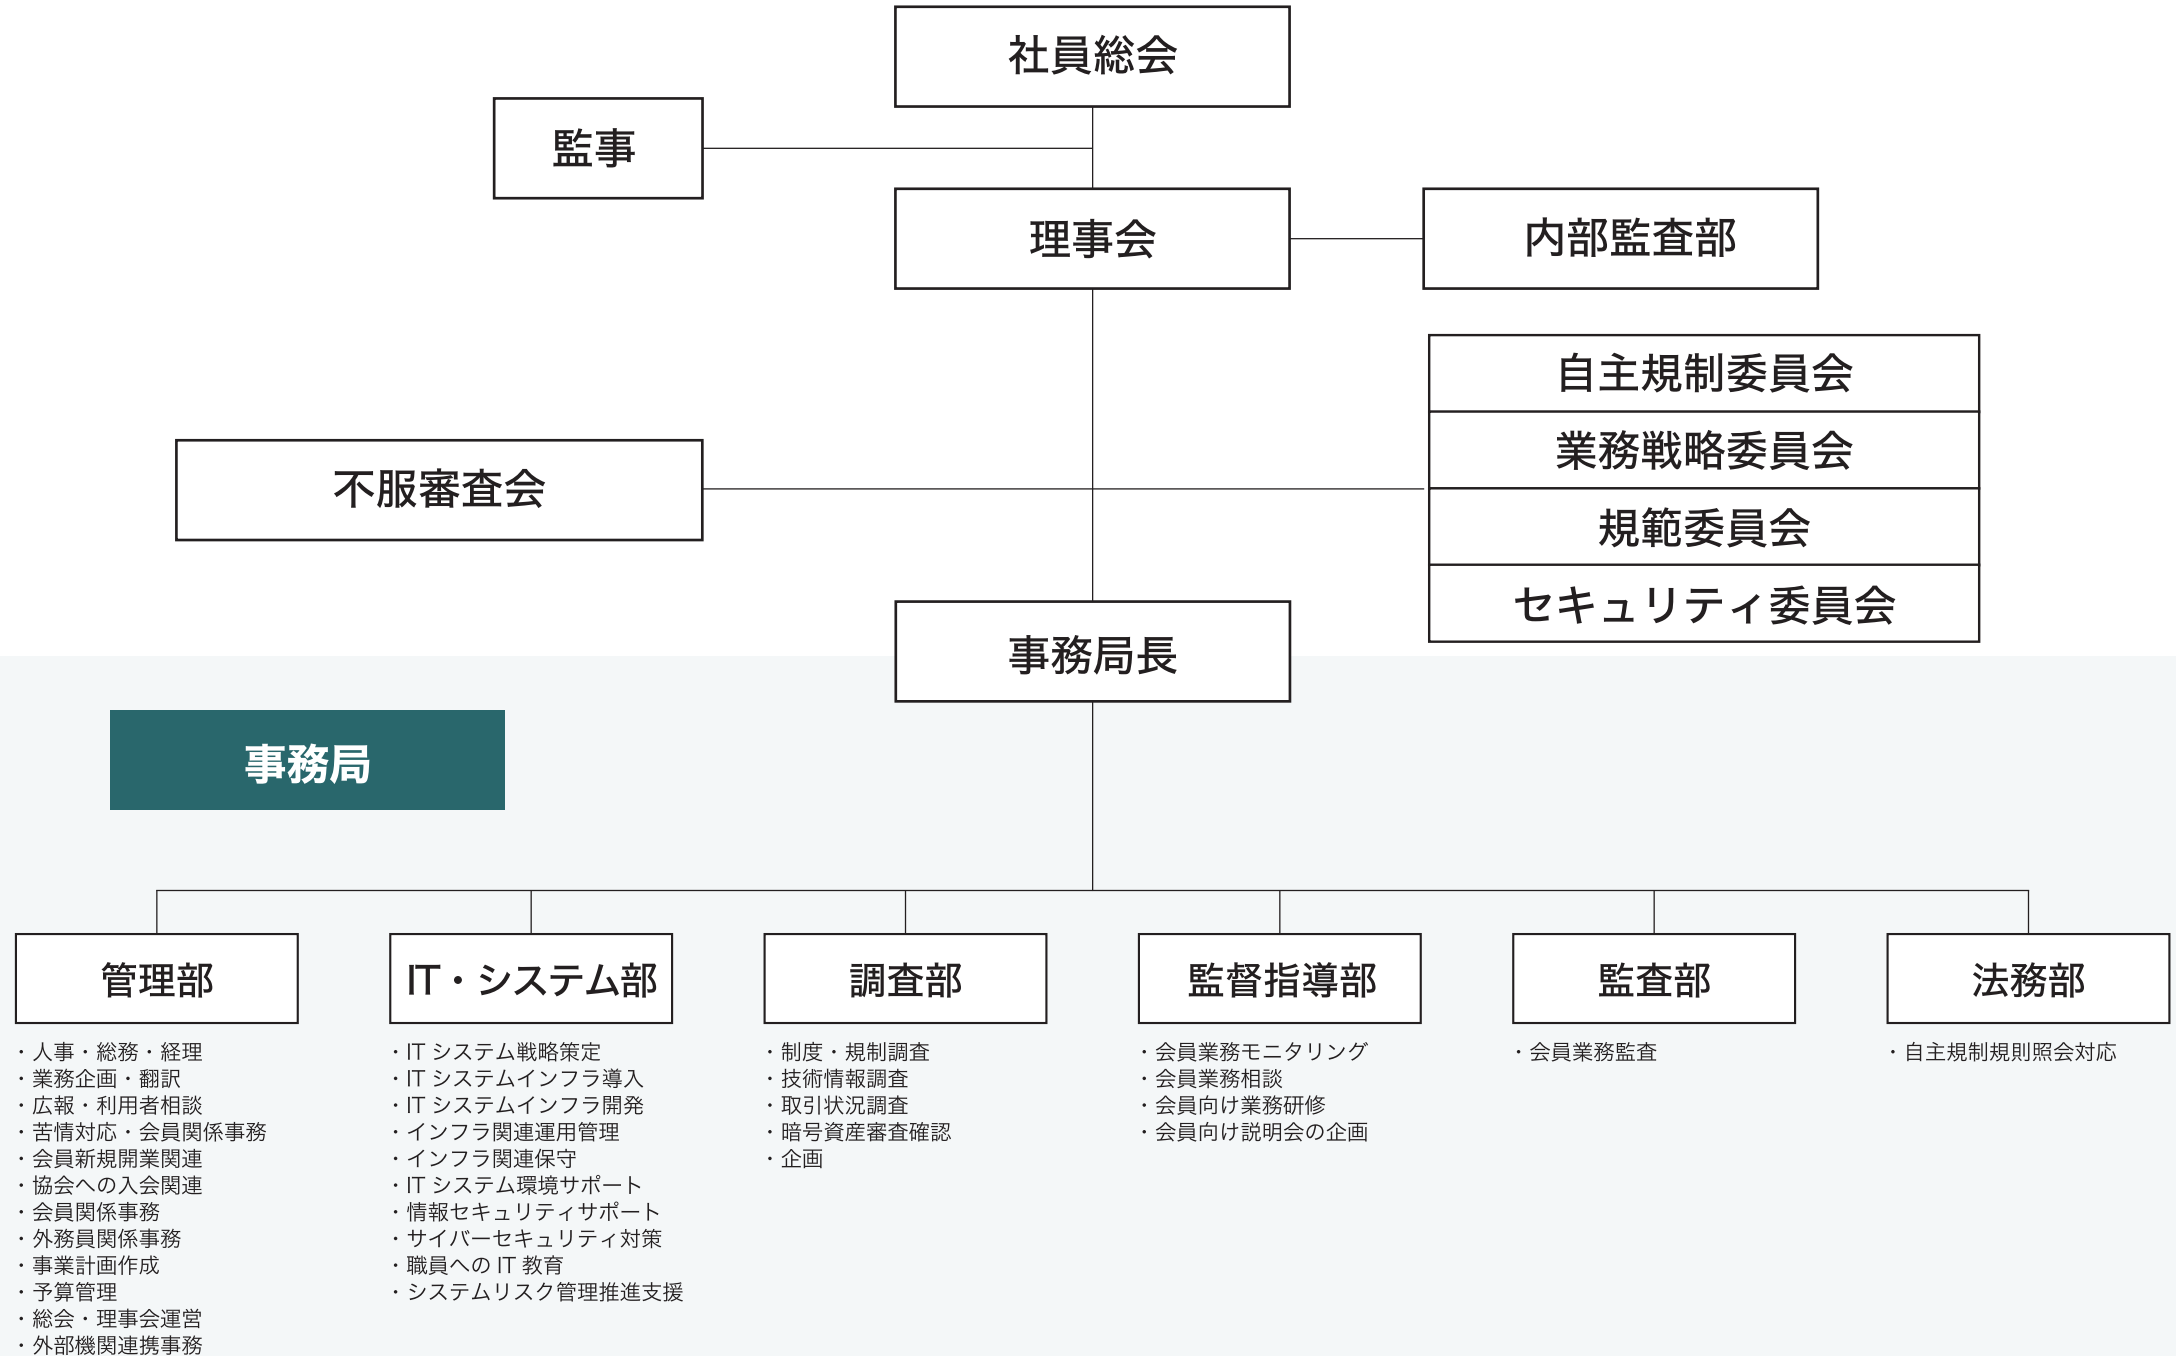 社員総会
監事
理事会
内部監査部
自主規制委員会
業務戦略委員会
不服審査会
規範委員会
セキュリティ委員会
事務局長
事務局
管理部
・人事・総務・経理
・業務企画・翻訳
・広報・利用者相談
・苦情対応・会員関係事務
・会員新規開業関連
・協会への入会関連
・会員関係事務
・外務員関係事務
・事業計画作成
・予算管理
・総会・理事会運営
・外部機関連携事務
IT・システム部
・IT システム戦略策定
・IT システムインフラ導入
・IT システムインフラ開発
・インフラ関連運用管理
・インフラ関連保守
・IT システム環境サポート
・情報セキュリティサポート
・サイバーセキュリティ対策
・職員への IT 教育
・システムリスク管理推進支援
調査部
・制度・規制調査
・技術情報調査
・取引状況調査
・暗号資産審査確認
・企画
監督指導部
・会員業務モニタリング
・会員業務相談
・会員向け業務研修
・会員向け説明会の企画
監査部
・会員業務監査
法務部
・自主規制規則照会対応